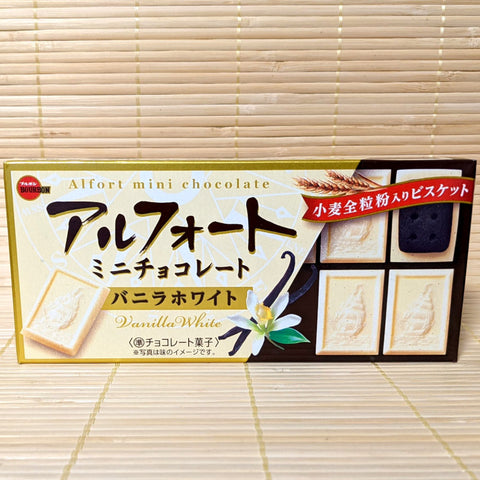 ブルボン
BOURBON
Alfort mini chocolate
アルフォート
ミニチョコレート
バニラホワイト
Vanilla White
〈準チョコレート菓子〉
※写真は味のイメージです。
小麦全粒粉入りビスケット